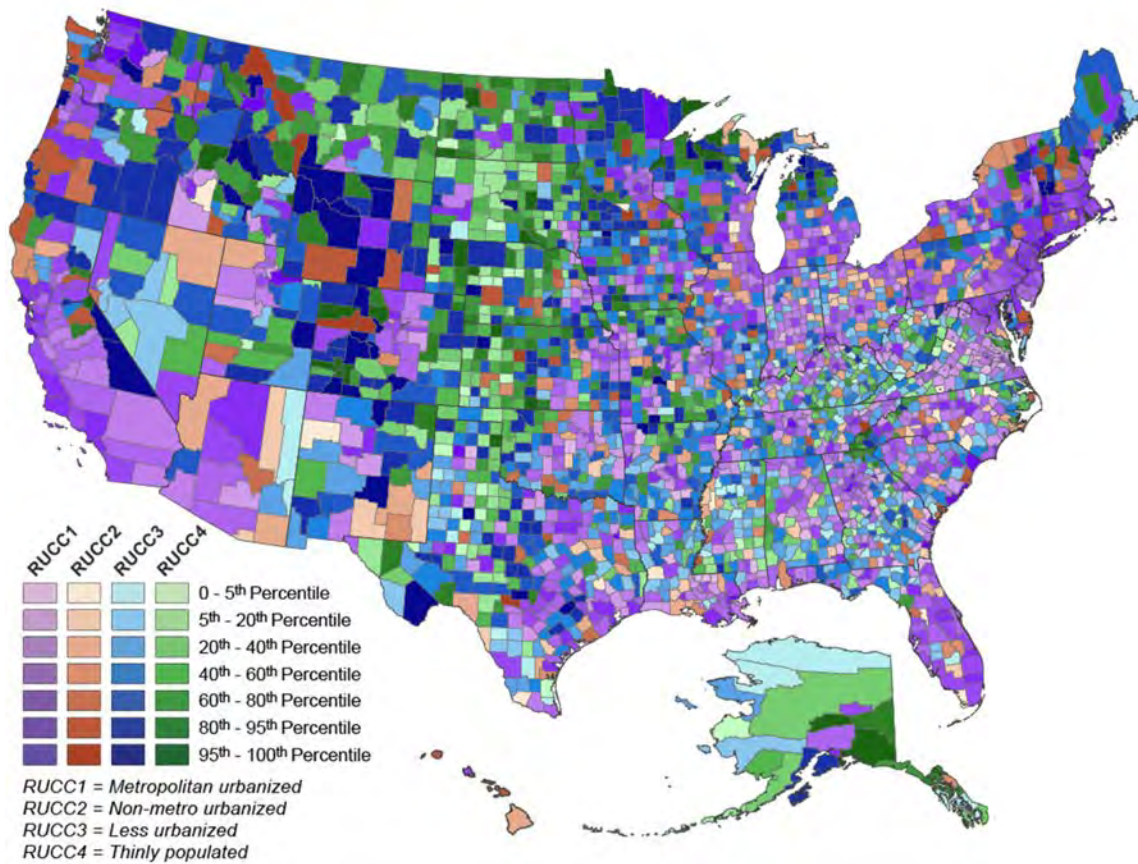 RUCC1 RUCC2 RUCC3 RUCC4
0 - 5th Percentile
5th - 20th Percentile
20th - 40th Percentile
40th - 60th Percentile
60th - 80th Percentile
80th - 95th Percentile
95th - 100th Percentile
RUCC1 = Metropolitan urbanized
RUCC2 = Non-metro urbanized
RUCC3 = Less urbanized
RUCC4 = Thinly populated